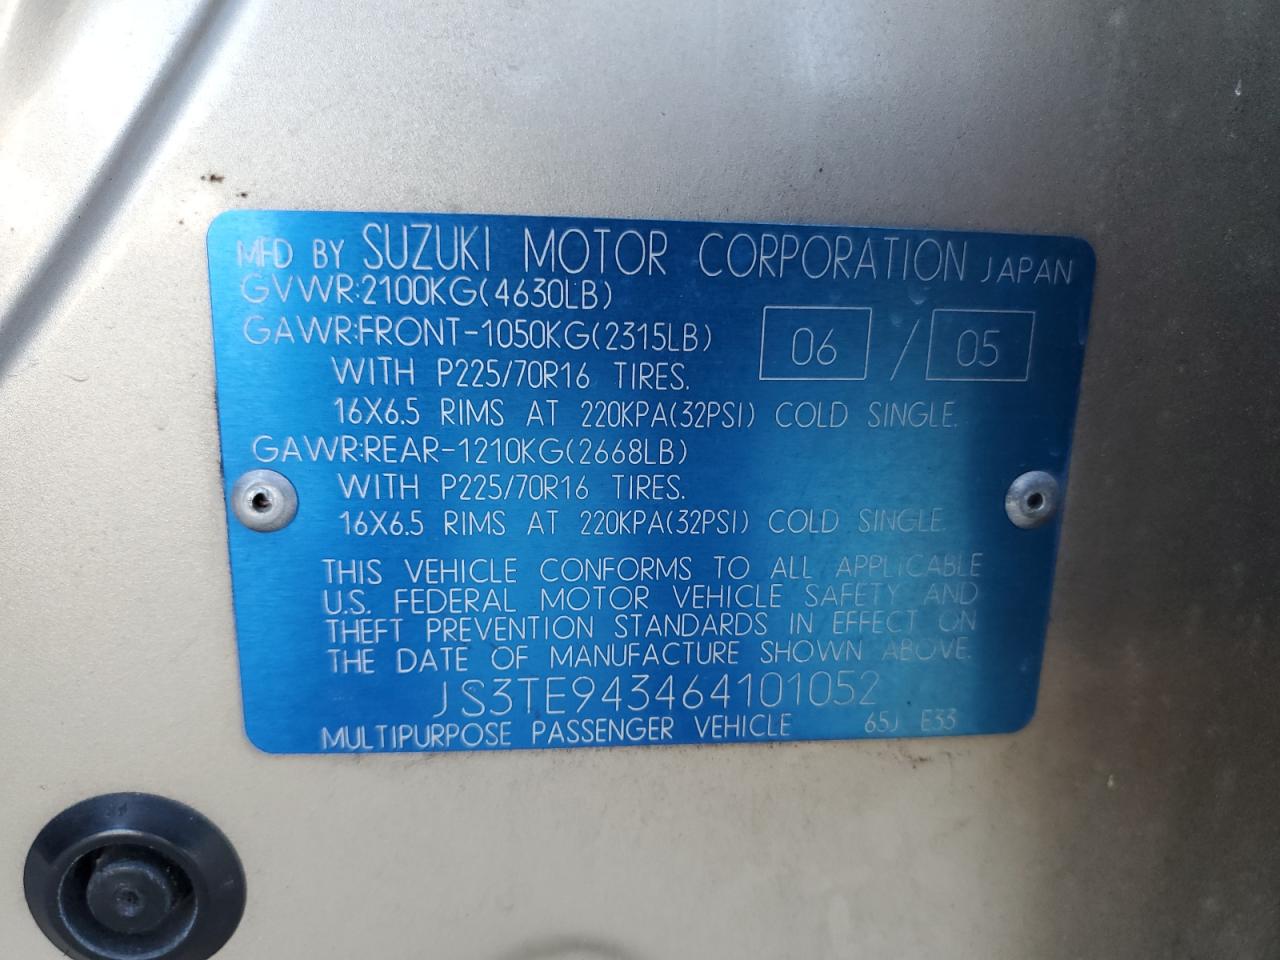 MFD BY SUZUKI MOTOR CORPORATION JAPAN
GVWR:2100KG(4630LB)
GAWR:FRONT-1050KG(2315LB) 06 / 05
WITH P225/70R16 TIRES.
16X6.5 RIMS AT 220KPA(32PSI) COLD SINGLE.
GAWR:REAR-1210KG(2668LB)
WITH P225/70R16 TIRES.
16X6.5 RIMS AT 220KPA(32PSI) COLD SINGLE.
THIS VEHICLE CONFORMS TO ALL APPLICABLE
U.S. FEDERAL MOTOR VEHICLE SAFETY AND
THEFT PREVENTION STANDARDS IN EFFECT ON
THE DATE OF MANUFACTURE SHOWN ABOVE.
JS3TE943464101052
MULTIPURPOSE PASSENGER VEHICLE 65J E33